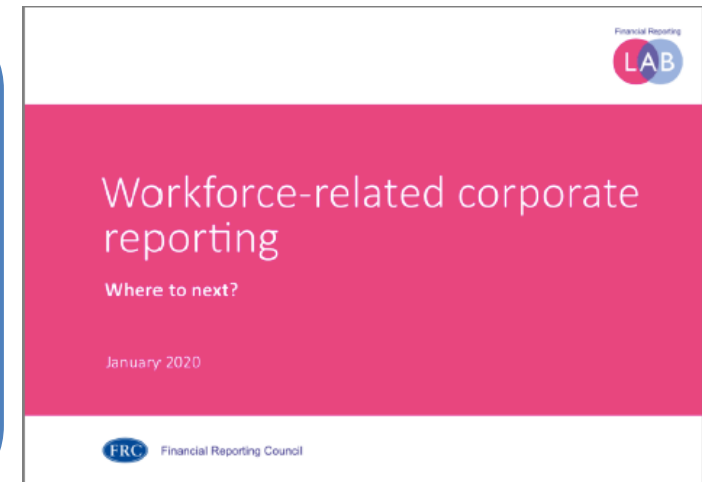 Financial Reporting
LAB
Workforce-related corporate
reporting
Where to next?
January 2020
FRC Financial Reporting Council